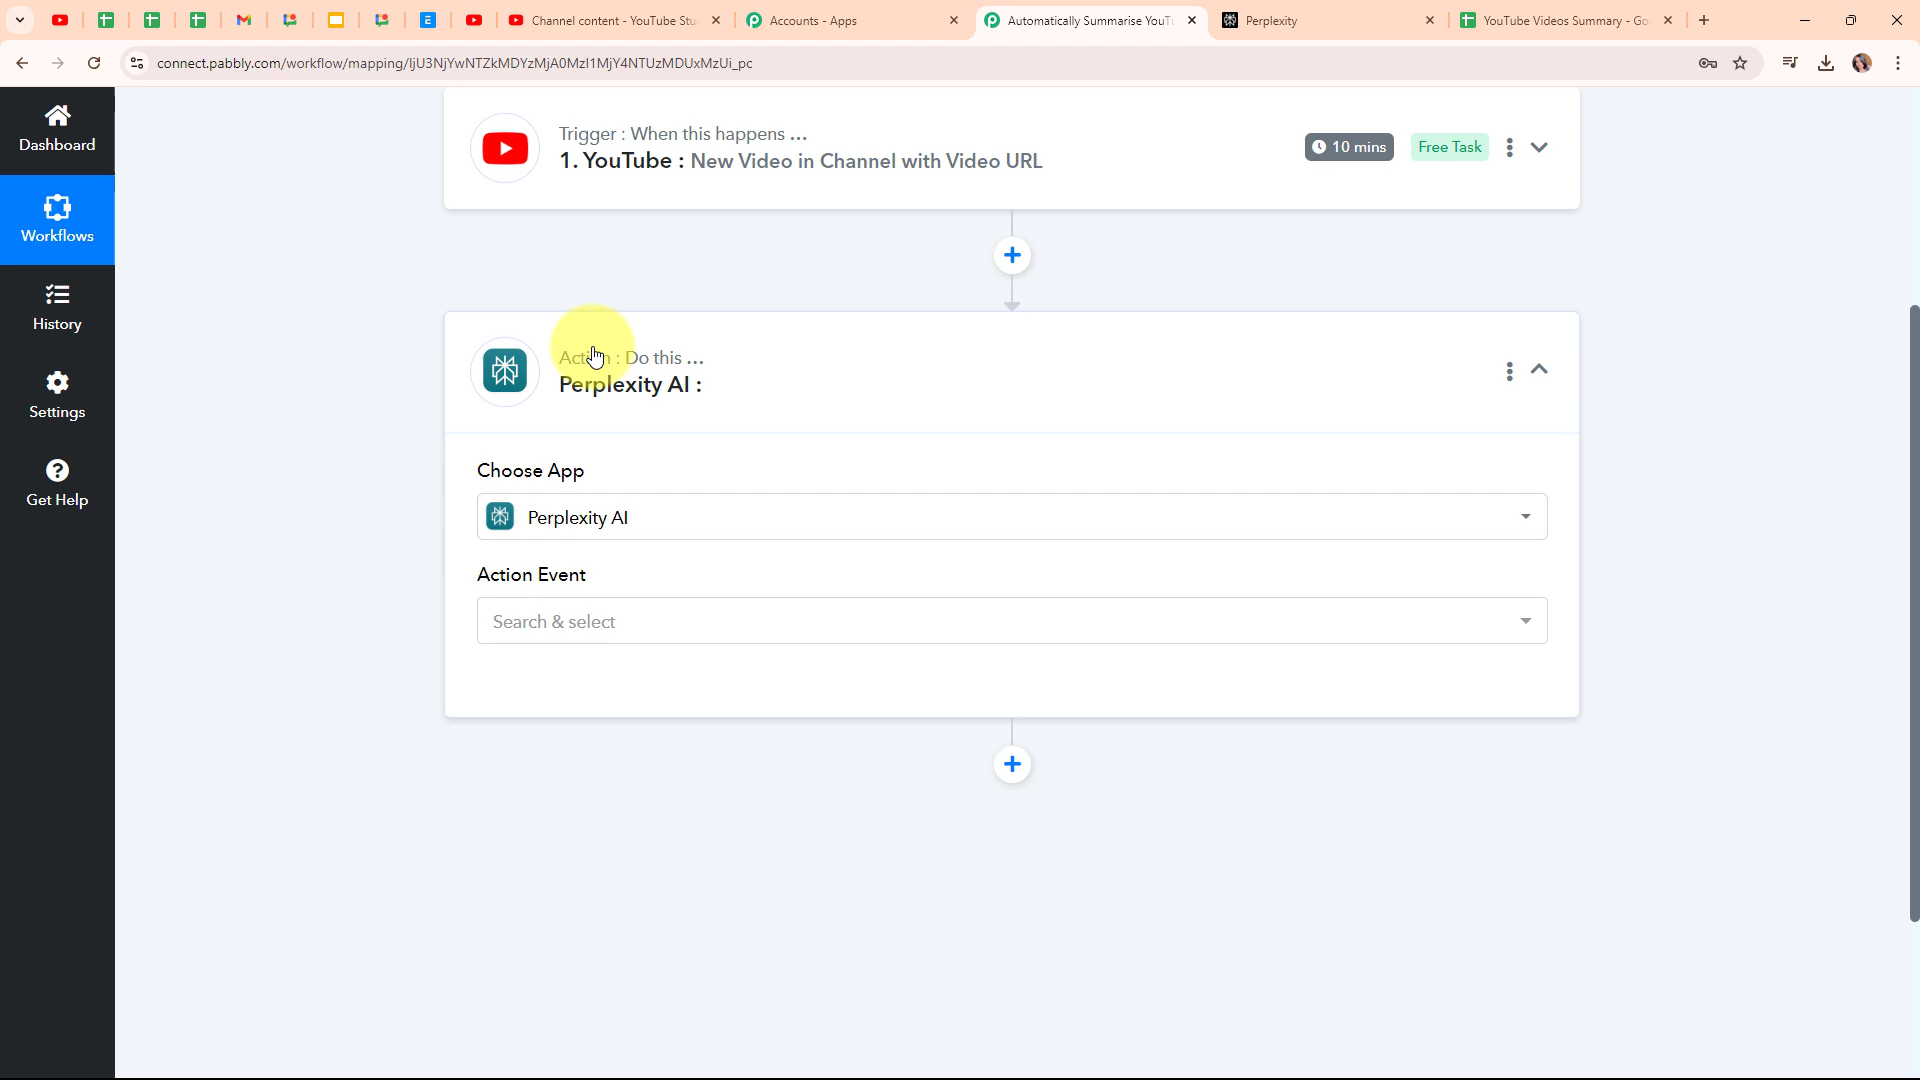 Channel content - YouTube Stu
Accounts - Apps
Automatically Summarise YouT
Perplexity
YouTube Videos Summary - Go
connect.pabbly.com/workflow/mapping/IjU3NjYwNTZkMDYzMjA0MzI1MjY4NTUzMDUxMzUi_pc
Dashboard
Workflows
History
Settings
Get Help
Trigger : When this happens ...
1. YouTube : New Video in Channel with Video URL
10 mins
Free Task
Action : Do this ...
Perplexity AI :
Choose App
Perplexity AI
Action Event
Search & select